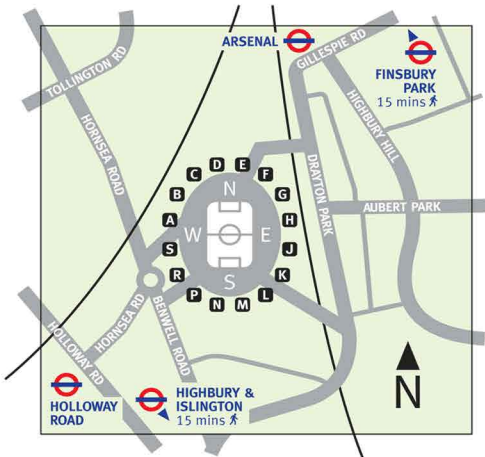 ARSENAL
GILLESPIE RD
TOLLINGTON RD
FINSBURY
PARK
15 mins
HORNSEA ROAD
HIGHBURY HILL
DRAYTON PARK
D
E
C
F
B
N
G
A
H
AUBERT PARK
W
E
S
J
R
S
K
P
N
M
L
HORNSEA RD
BENWELL ROAD
HOLLOWAY RD
N
HOLLOWAY
ROAD
HIGHBURY &
ISLINGTON
15 mins